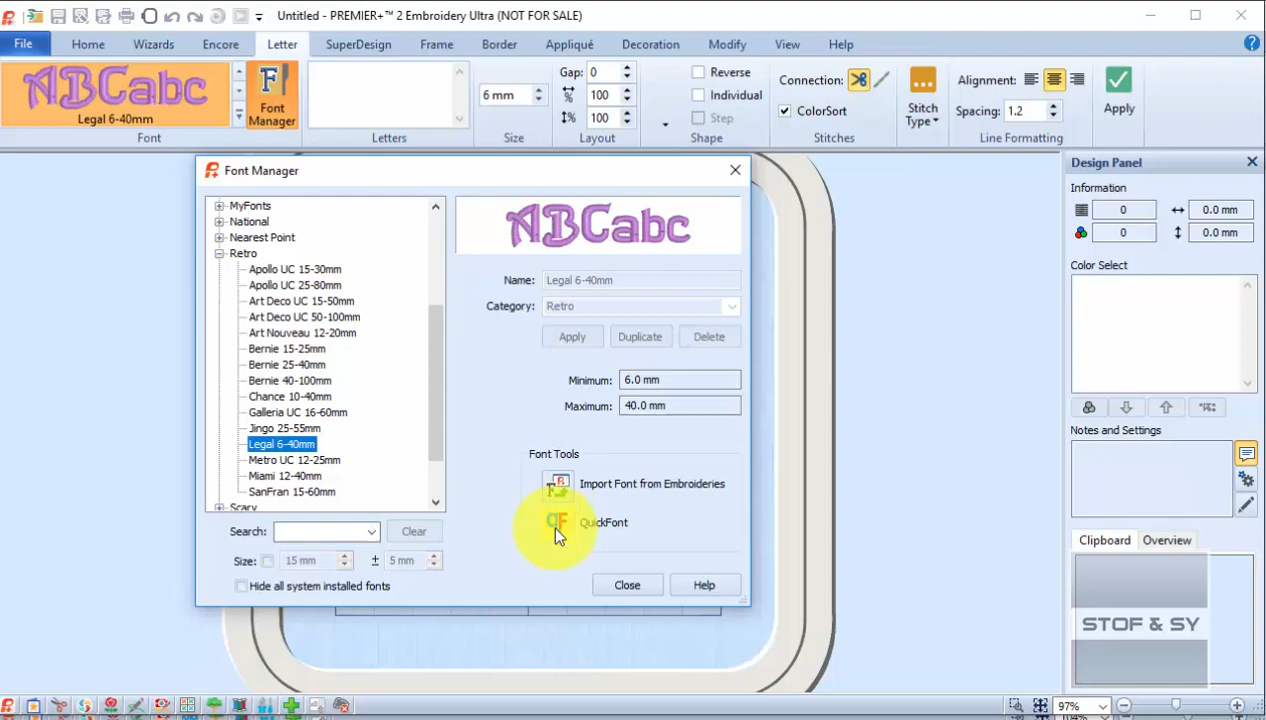 Untitled - PREMIER+™ 2 Embroidery Ultra (NOT FOR SALE)
File Home Wizards Encore Letter SuperDesign Frame Border Appliqué Decoration Modify View Help
ABCabc
Legal 6-40mm
Font
Font Manager
Letters
6 mm
Size
Gap: 0
100
100
Layout
Reverse
Individual
Step
Shape
Connection:
ColorSort
Stitches
Stitch Type
Alignment:
Spacing: 1.2
Line Formatting
Apply
Font Manager
MyFonts
National
Nearest Point
Retro
Apollo UC 15-30mm
Apollo UC 25-80mm
Art Deco UC 15-50mm
Art Deco UC 50-100mm
Art Nouveau 12-20mm
Bernie 15-25mm
Bernie 25-40mm
Bernie 40-100mm
Chance 10-40mm
Galleria UC 16-60mm
Jingo 25-55mm
Legal 6-40mm
Metro UC 12-25mm
Miami 12-40mm
SanFran 15-60mm
Scary
Search:
Clear
Size: 15 mm ± 5 mm
Hide all system installed fonts
ABCabc
Name: Legal 6-40mm
Category: Retro
Apply Duplicate Delete
Minimum: 6.0 mm
Maximum: 40.0 mm
Font Tools
Import Font from Embroideries
QF QuickFont
Close Help
Design Panel
Information
0 0.0 mm
0 0.0 mm
Color Select
Notes and Settings
Clipboard Overview
STOF & SY
97%